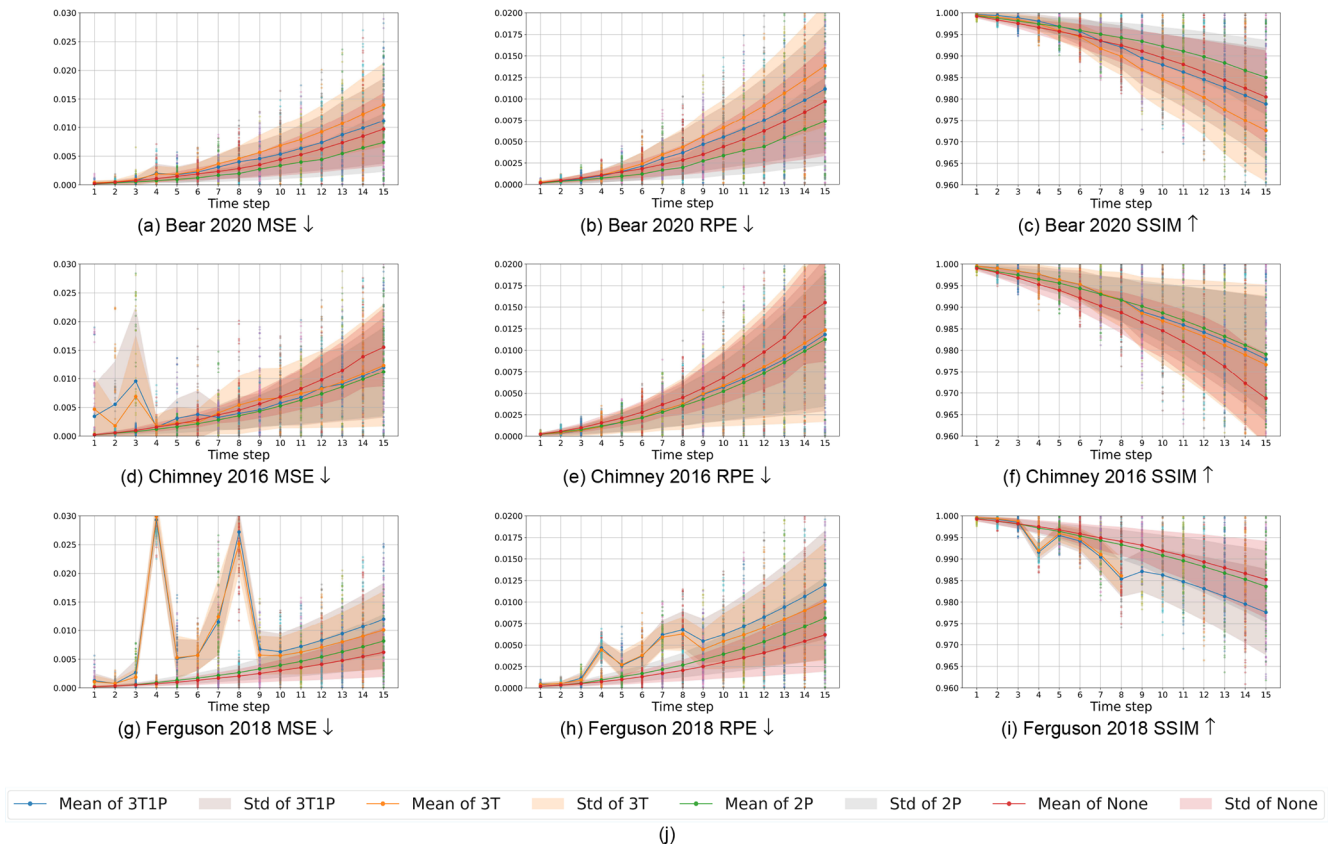 0.030 0.025 0.020 0.015 0.010 0.005 0.000
1 2 3 4 5 6 7 8 9 10 11 12 13 14 15
Time step
(a) Bear 2020 MSE ↓
0.0200 0.0175 0.0150 0.0125 0.0100 0.0075 0.0050 0.0025 0.0000
1 2 3 4 5 6 7 8 9 10 11 12 13 14 15
Time step
(b) Bear 2020 RPE ↓
1.000 0.995 0.990 0.985 0.980 0.975 0.970 0.965 0.960
1 2 3 4 5 6 7 8 9 10 11 12 13 14 15
Time step
(c) Bear 2020 SSIM ↑
0.030 0.025 0.020 0.015 0.010 0.005 0.000
1 2 3 4 5 6 7 8 9 10 11 12 13 14 15
Time step
(d) Chimney 2016 MSE ↓
0.0200 0.0175 0.0150 0.0125 0.0100 0.0075 0.0050 0.0025 0.0000
1 2 3 4 5 6 7 8 9 10 11 12 13 14 15
Time step
(e) Chimney 2016 RPE ↓
1.000 0.995 0.990 0.985 0.980 0.975 0.970 0.965 0.960
1 2 3 4 5 6 7 8 9 10 11 12 13 14 15
Time step
(f) Chimney 2016 SSIM ↑
0.030 0.025 0.020 0.015 0.010 0.005 0.000
1 2 3 4 5 6 7 8 9 10 11 12 13 14 15
Time step
(g) Ferguson 2018 MSE ↓
0.0200 0.0175 0.0150 0.0125 0.0100 0.0075 0.0050 0.0025 0.0000
1 2 3 4 5 6 7 8 9 10 11 12 13 14 15
Time step
(h) Ferguson 2018 RPE ↓
1.000 0.995 0.990 0.985 0.980 0.975 0.970 0.965 0.960
1 2 3 4 5 6 7 8 9 10 11 12 13 14 15
Time step
(i) Ferguson 2018 SSIM ↑
Mean of 3T1P Std of 3T1P Mean of 3T Std of 3T Mean of 2P Std of 2P Mean of None Std of None
(j)